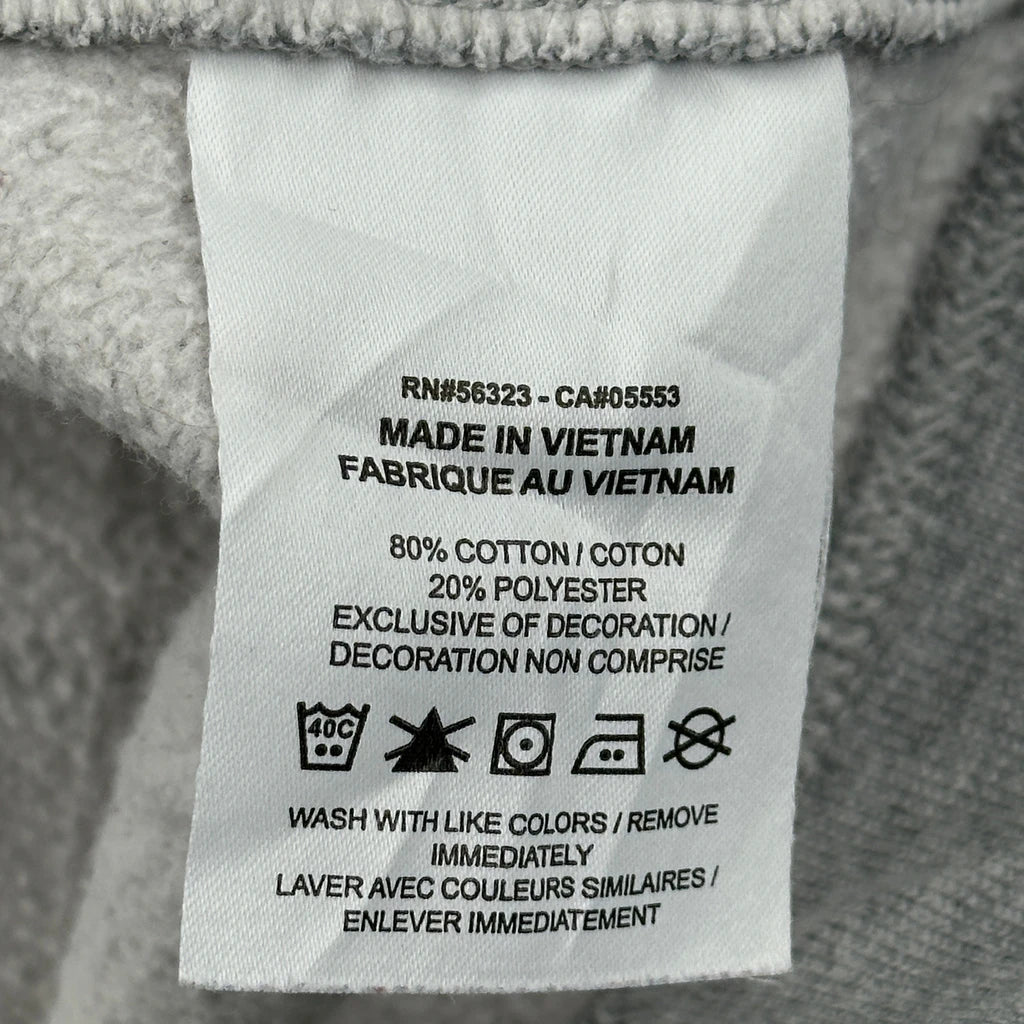 RN#56323 - CA#05553
MADE IN VIETNAM
FABRIQUE AU VIETNAM
80% COTTON / COTON
20% POLYESTER
EXCLUSIVE OF DECORATION /
DECORATION NON COMPRISE
40C
WASH WITH LIKE COLORS / REMOVE
IMMEDIATELY
LAVER AVEC COULEURS SIMILAIRES /
ENLEVER IMMEDIATEMENT